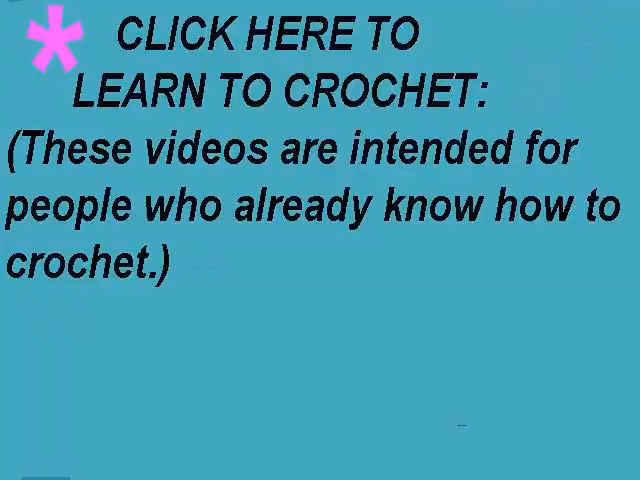 * CLICK HERE TO
LEARN TO CROCHET:
(These videos are intended for
people who already know how to
crochet.)